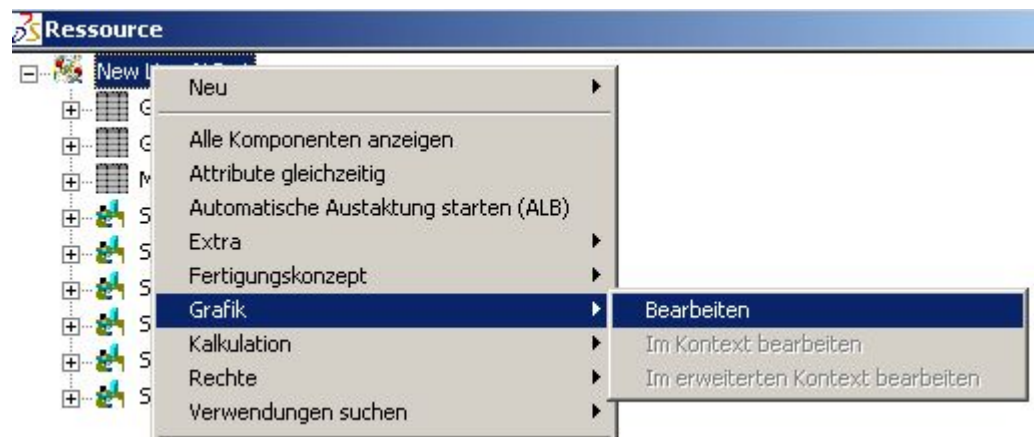 Ressource
New
Neu
Alle Komponenten anzeigen
Attribute gleichzeitig
Automatische Austaktung starten (ALB)
Extra
Fertigungskonzept
Grafik
Bearbeiten
Kalkulation
Im Kontext bearbeiten
Rechte
Im erweiterten Kontext bearbeiten
Verwendungen suchen